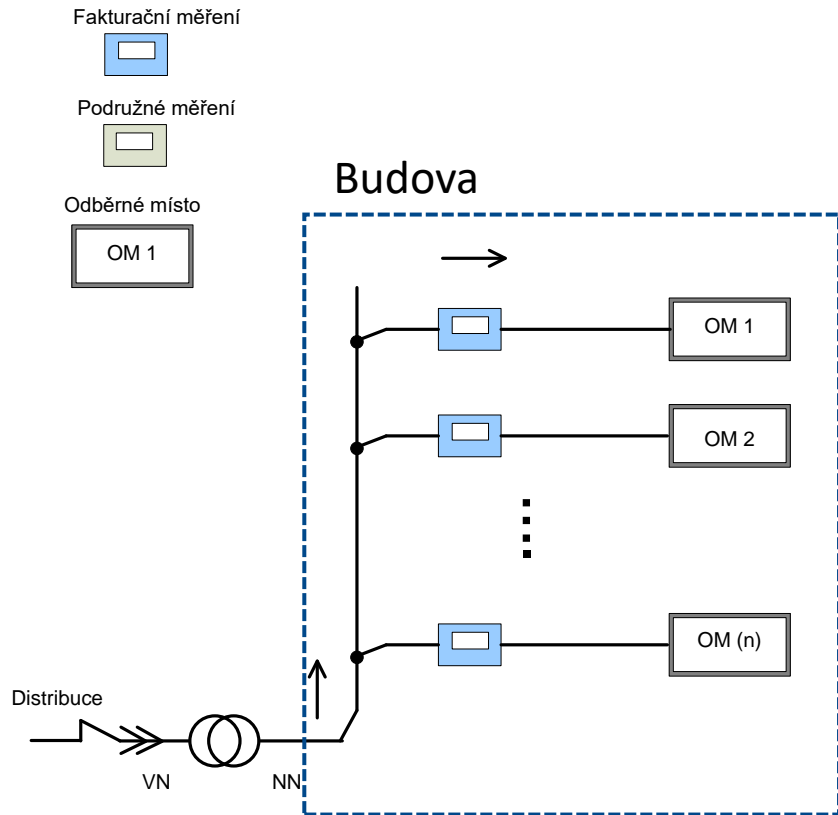 Fakturační měření
Podružné měření
Odběrné místo
OM 1
Budova
OM 1
OM 2
OM (n)
Distribuce
VN
NN